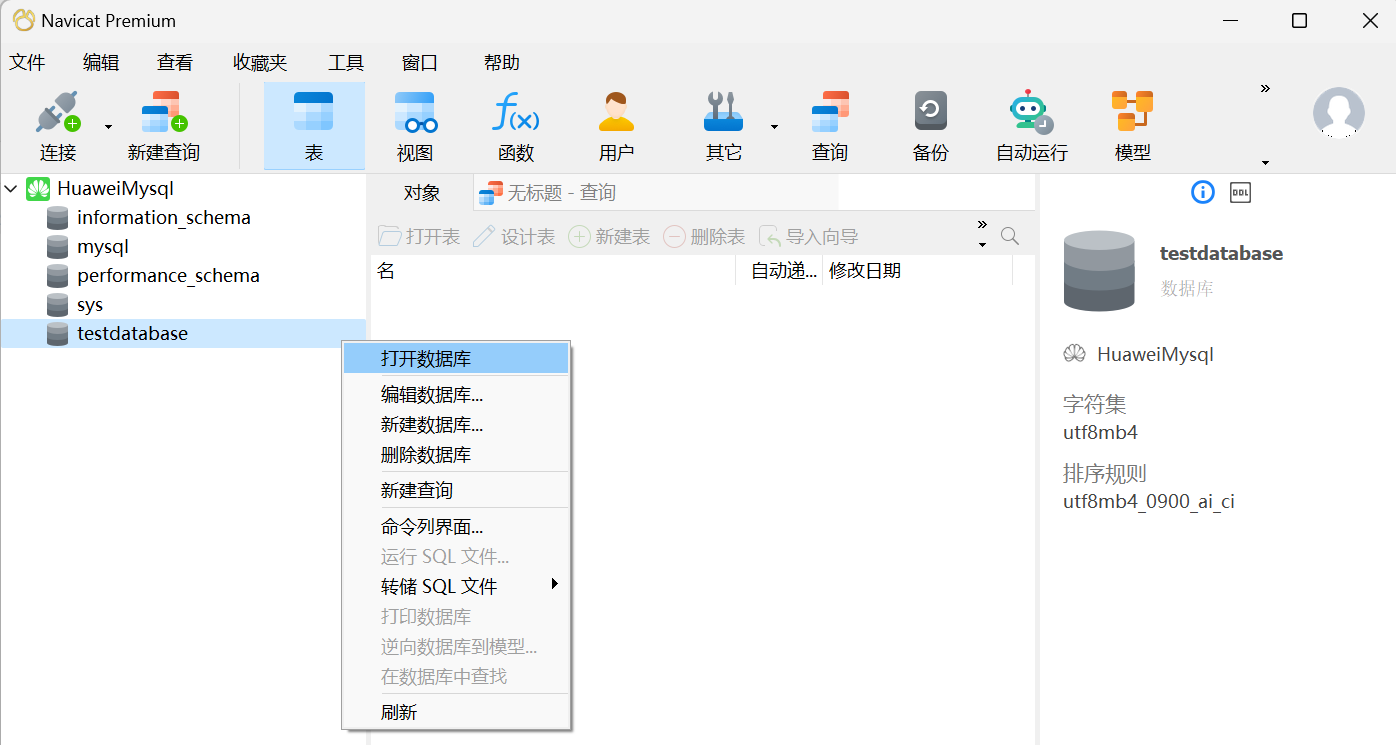 Navicat Premium
文件 编辑 查看 收藏夹 工具 窗口 帮助
连接 新建查询 表 视图 函数 用户 其它 查询 备份 自动运行 模型
HuaweiMysql
information_schema
mysql
performance_schema
sys
testdatabase
对象 无标题 - 查询
打开表 设计表 新建表 删除表 导入向导
名 自动递... 修改日期
打开数据库
编辑数据库...
新建数据库...
删除数据库
新建查询
命令列界面...
运行 SQL 文件...
转储 SQL 文件
打印数据库
逆向数据库到模型...
在数据库中查找
刷新
DDL
testdatabase
数据库
HuaweiMysql
字符集
utf8mb4
排序规则
utf8mb4_0900_ai_ci